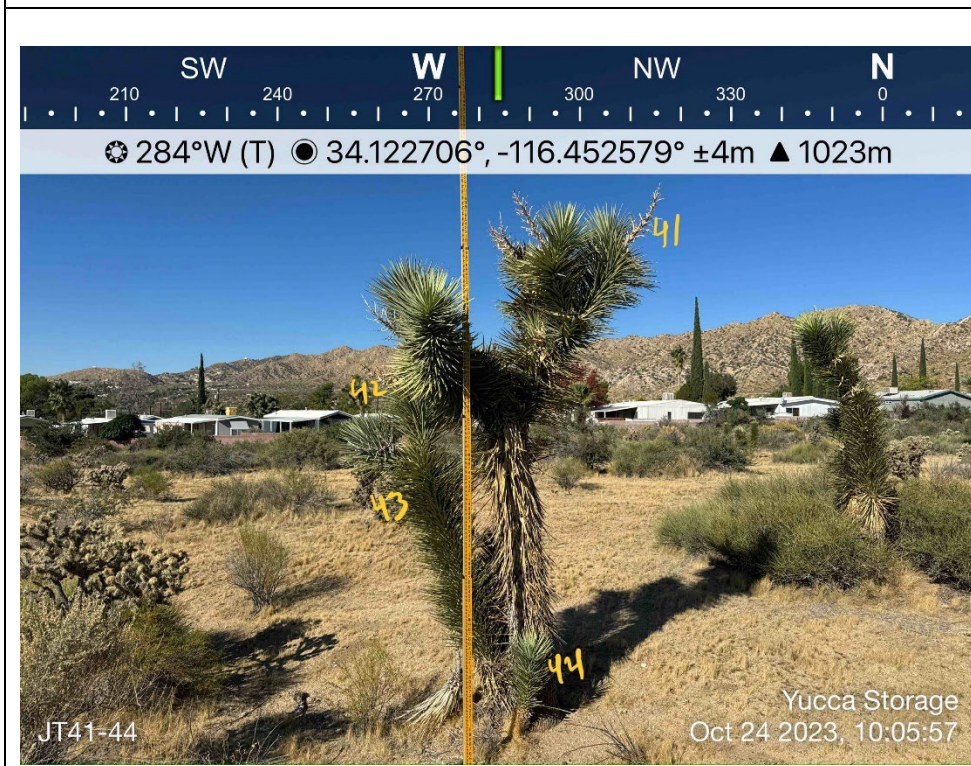 SW W NW N
210 240 270 300 330 0
284°W (T) 34.122706°, -116.452579° ±4m ▲ 1023m
41
42
43
44
Yucca Storage
JT41-44 Oct 24 2023, 10:05:57